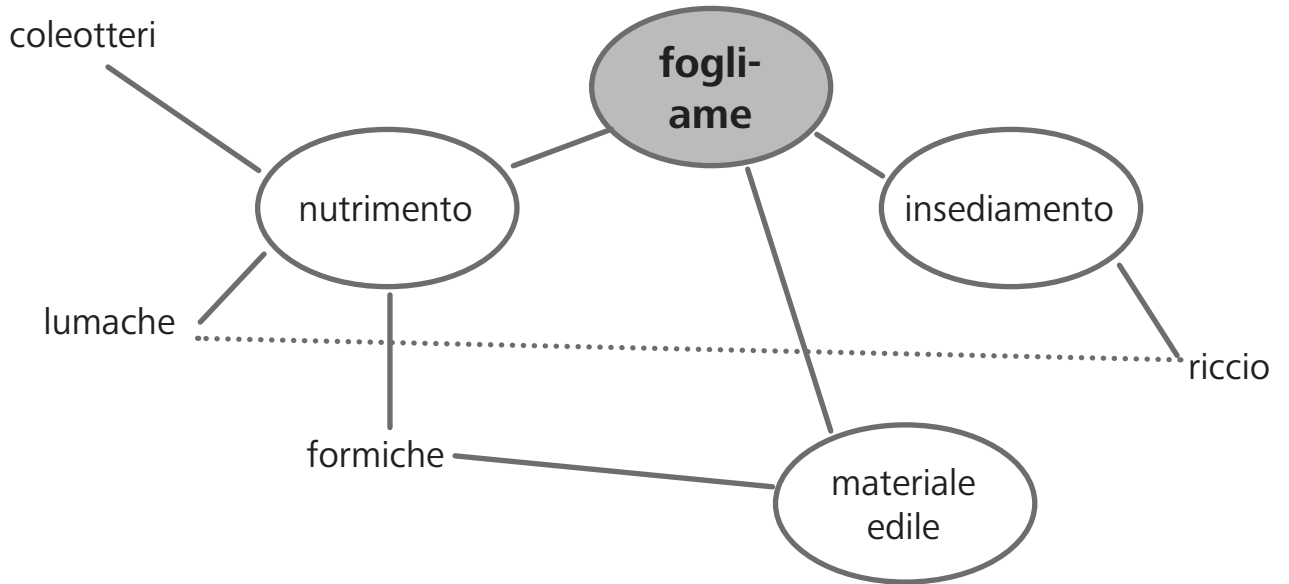 coleotteri
fogli-
ame
nutrimento
insediamento
lumache
riccio
formiche
materiale
edile